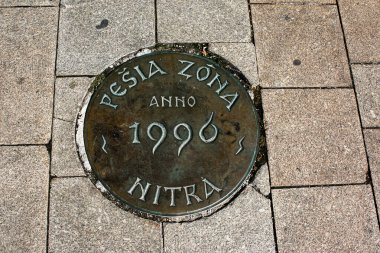 PEŠIA ZÓNA
ANNO
~ 1996 ~
NITRA